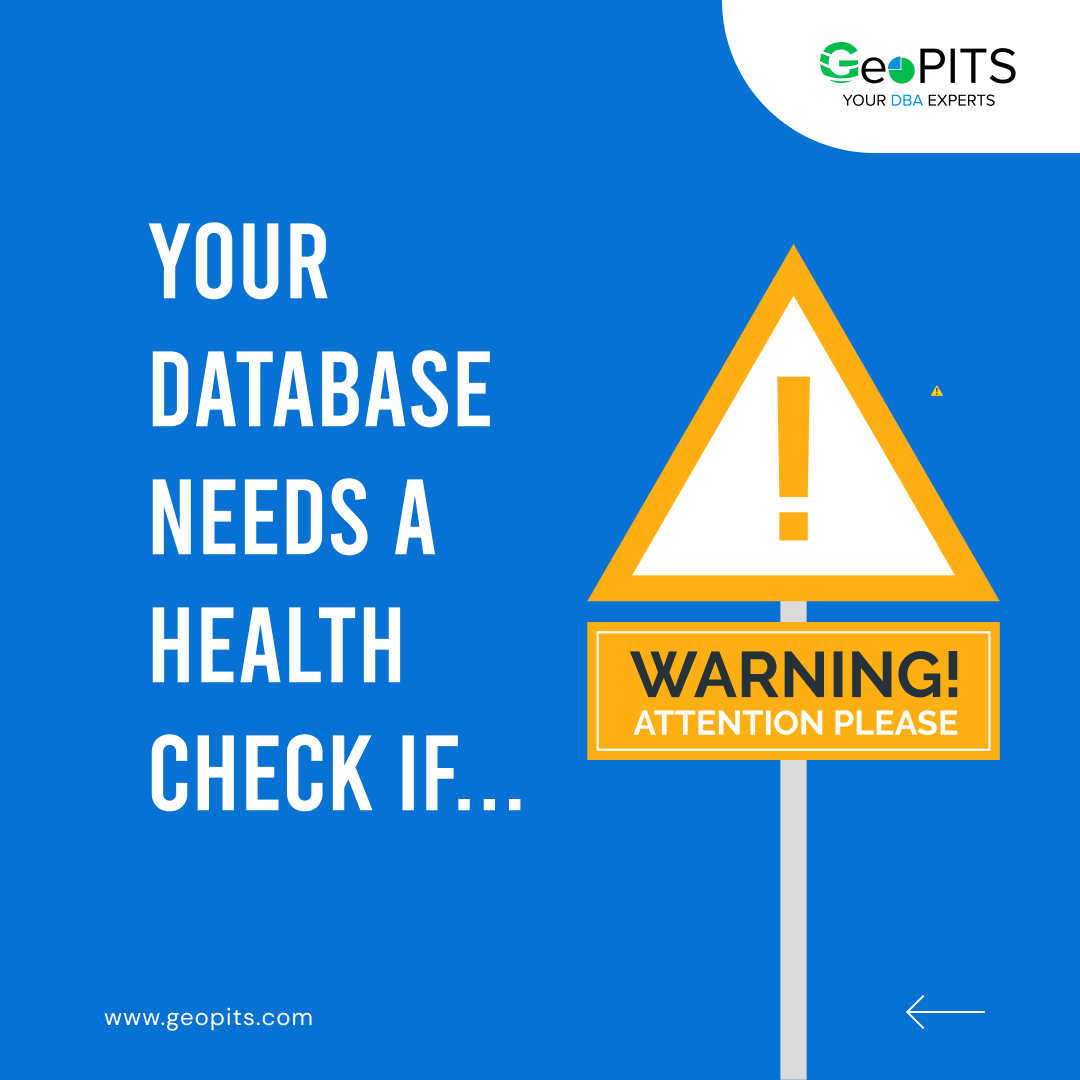 GeoPITS
YOUR DBA EXPERTS
YOUR
DATABASE
NEEDS A
HEALTH
CHECK IF...
!
WARNING!
ATTENTION PLEASE
www.geopits.com